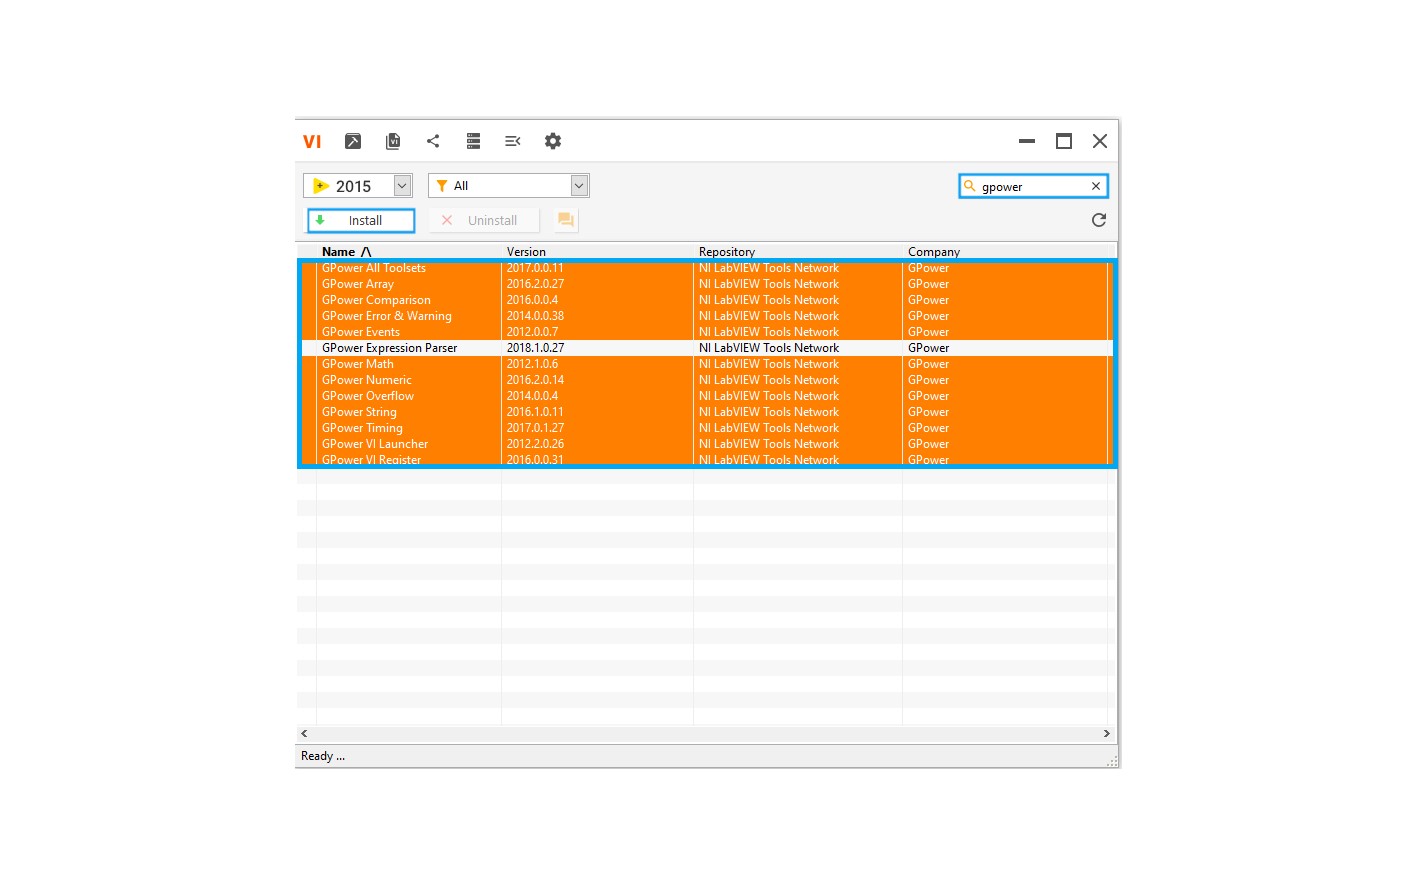 VI
2015 All gpower
Install Uninstall
Name /\ Version Repository Company
GPower All Toolsets 2017.0.0.11 NI LabVIEW Tools Network GPower
GPower Array 2016.2.0.27 NI LabVIEW Tools Network GPower
GPower Comparison 2016.0.0.4 NI LabVIEW Tools Network GPower
GPower Error & Warning 2014.0.0.38 NI LabVIEW Tools Network GPower
GPower Events 2012.0.0.7 NI LabVIEW Tools Network GPower
GPower Expression Parser 2018.1.0.27 NI LabVIEW Tools Network GPower
GPower Math 2012.1.0.6 NI LabVIEW Tools Network GPower
GPower Numeric 2016.2.0.14 NI LabVIEW Tools Network GPower
GPower Overflow 2014.0.0.4 NI LabVIEW Tools Network GPower
GPower String 2016.1.0.11 NI LabVIEW Tools Network GPower
GPower Timing 2017.0.1.27 NI LabVIEW Tools Network GPower
GPower VI Launcher 2012.2.0.26 NI LabVIEW Tools Network GPower
GPower VI Register 2016.0.0.31 NI LabVIEW Tools Network GPower
Ready ...